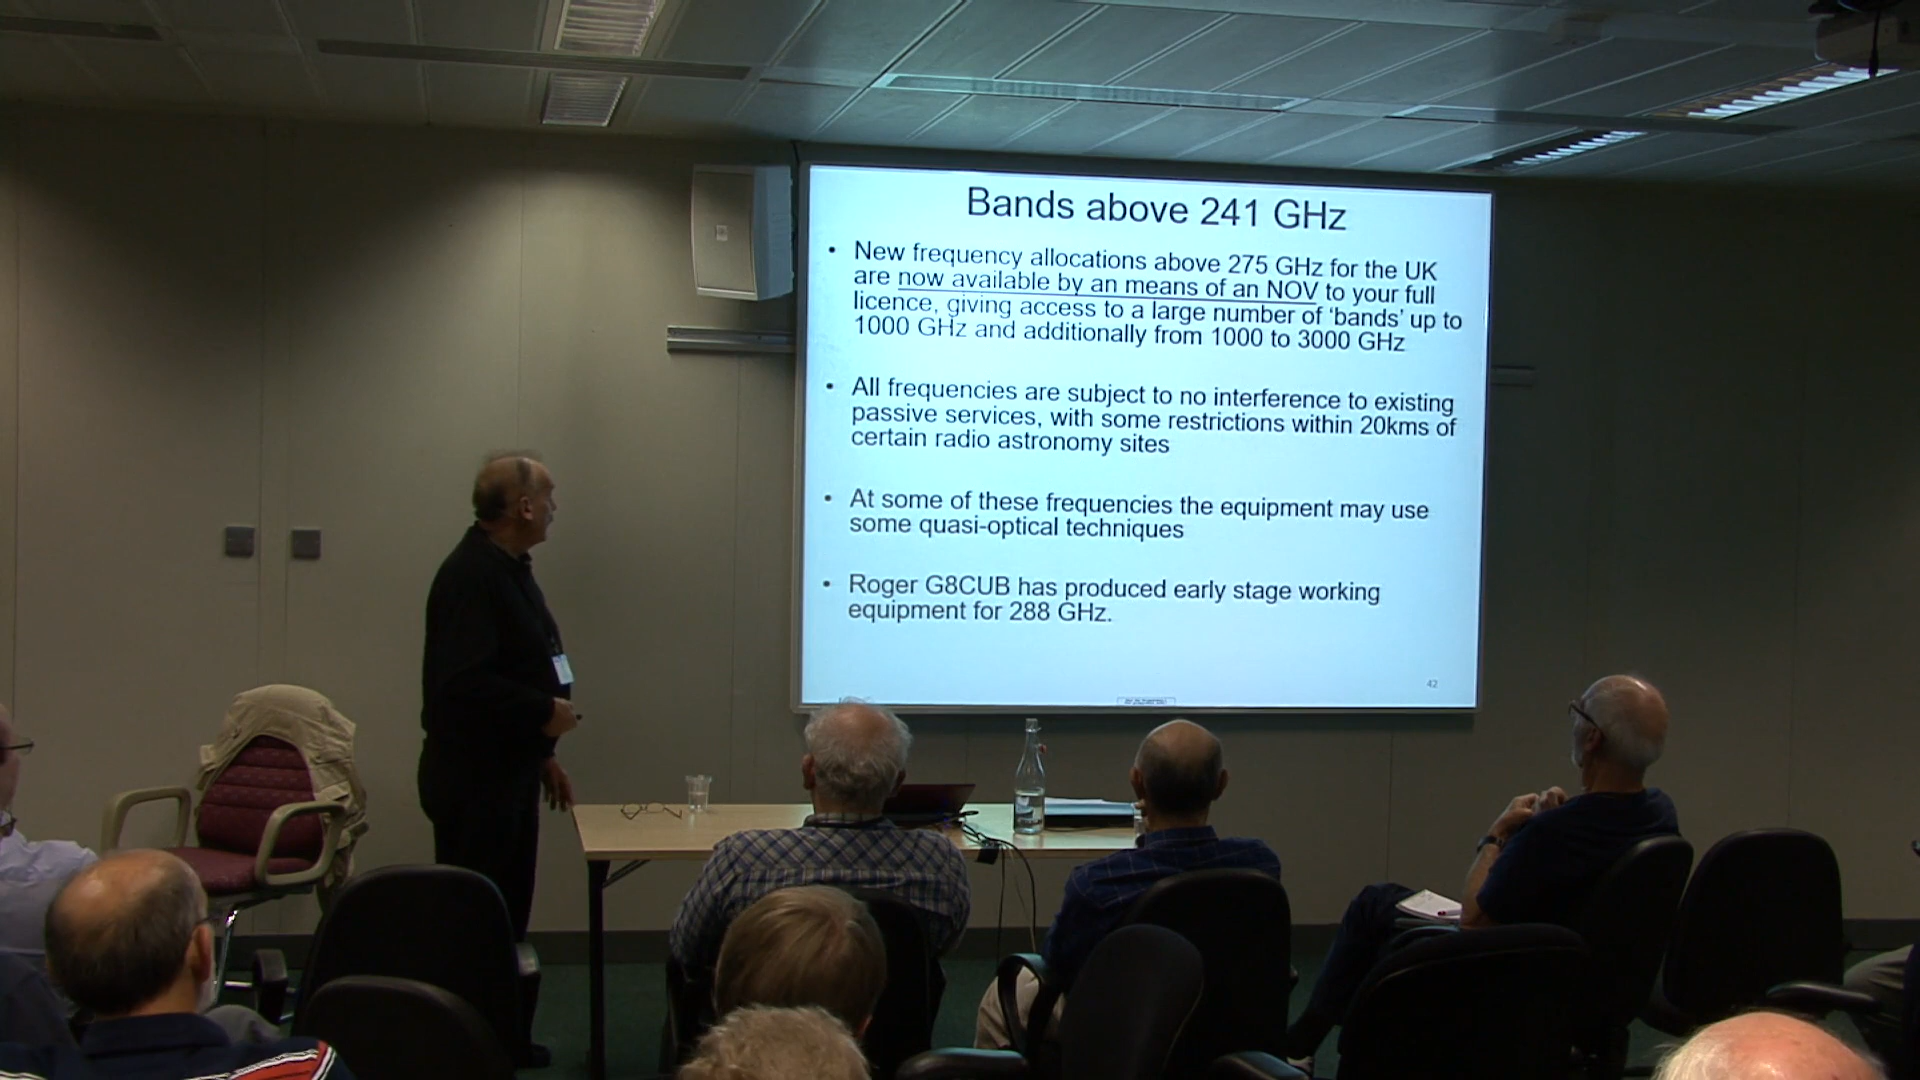 Bands above 241 GHz
• New frequency allocations above 275 GHz for the UK
are now available by an means of an NOV to your full
licence, giving access to a large number of ‘bands’ up to
1000 GHz and additionally from 1000 to 3000 GHz
• All frequencies are subject to no interference to existing
passive services, with some restrictions within 20kms of
certain radio astronomy sites
• At some of these frequencies the equipment may use
some quasi-optical techniques
• Roger G8CUB has produced early stage working
equipment for 288 GHz.
42